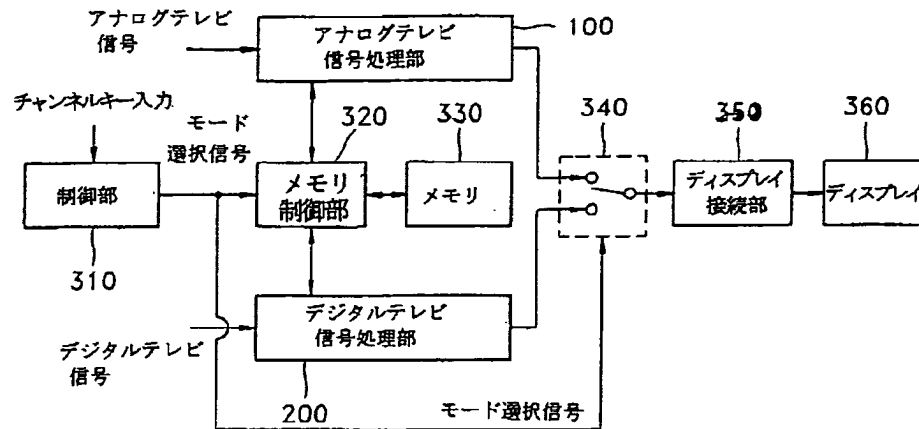 アナログテレビ
信号
アナログテレビ
信号処理部
100
チャンネルキー入力
モード
選択信号
320
330
340
350
360
制御部
メモリ
制御部
メモリ
ディスプレイ
接続部
ディスプレイ
310
デジタルテレビ
信号処理部
デジタルテレビ
信号
200
モード選択信号